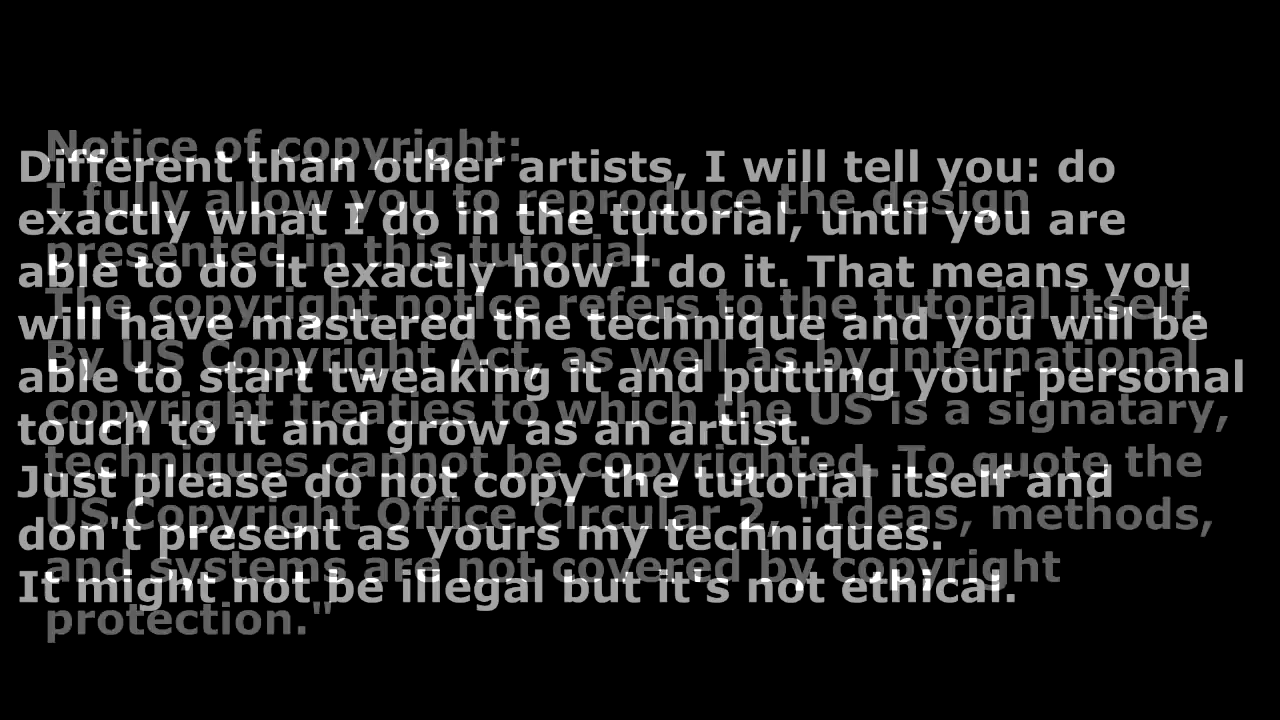 Notice of copyright:
I fully allow you to reproduce the design
presented in this tutorial.
The copyright notice refers to the tutorial itself.
By US Copyright Act, as well as by international
copyright treaties to which the US is a signatary,
techniques cannot be copyrighted. To quote the
US Copyright Office Circular 2, "Ideas, methods,
and systems are not covered by copyright
protection."
Different than other artists, I will tell you: do
exactly what I do in the tutorial, until you are
able to do it exactly how I do it. That means you
will have mastered the technique and you will be
able to start tweaking it and putting your personal
touch to it and grow as an artist.
Just please do not copy the tutorial itself and
don't present as yours my techniques.
It might not be illegal but it's not ethical.